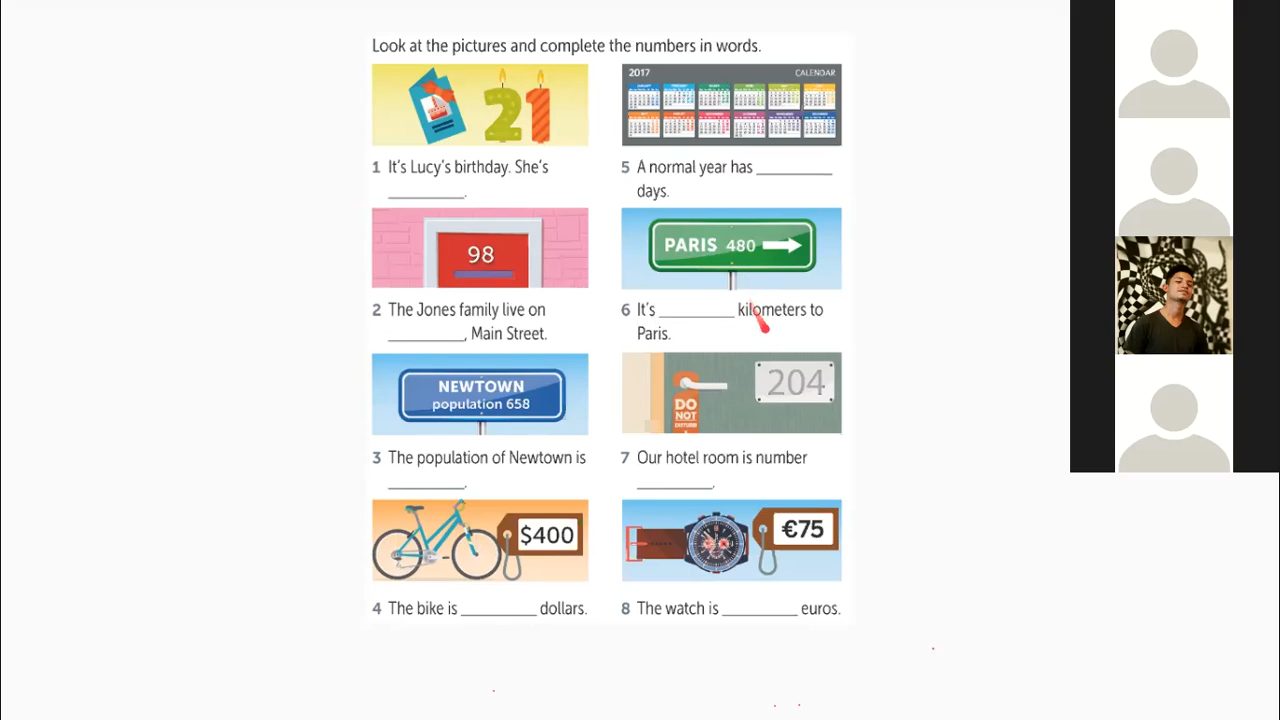 Look at the pictures and complete the numbers in words.
21
1 It's Lucy's birthday. She's
__________.
98
2 The Jones family live on
__________, Main Street.
NEWTOWN
population 658
3 The population of Newtown is
__________.
$400
4 The bike is __________ dollars.
2017 CALENDAR
5 A normal year has __________
days.
PARIS 480
6 It's __________ kilometers to
Paris.
DO
NOT
DISTURB
204
7 Our hotel room is number
__________.
€75
8 The watch is __________ euros.